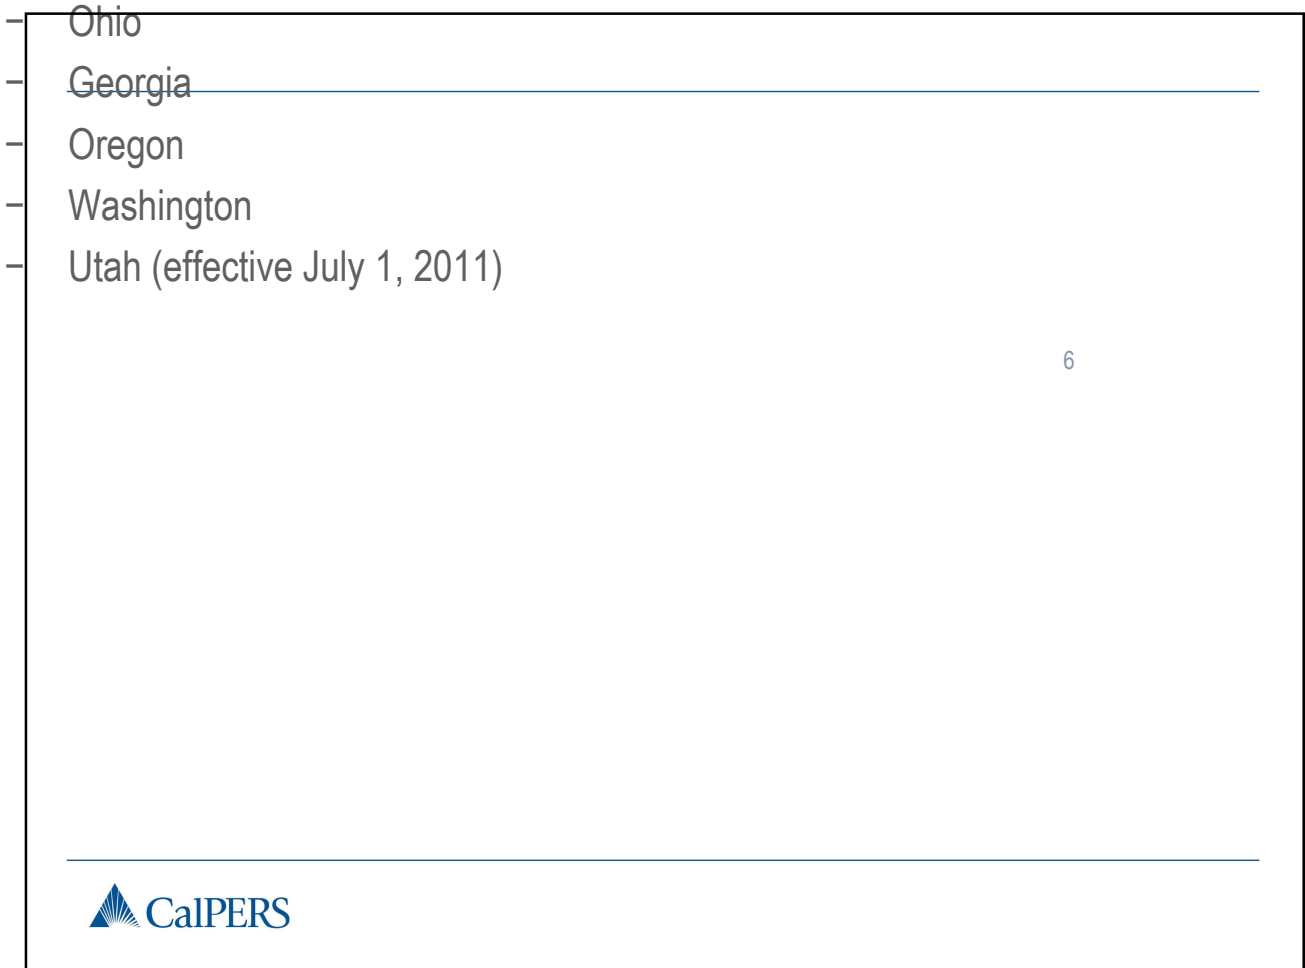 – Ohio
– Georgia
– Oregon
– Washington
– Utah (effective July 1, 2011)
6
CalPERS